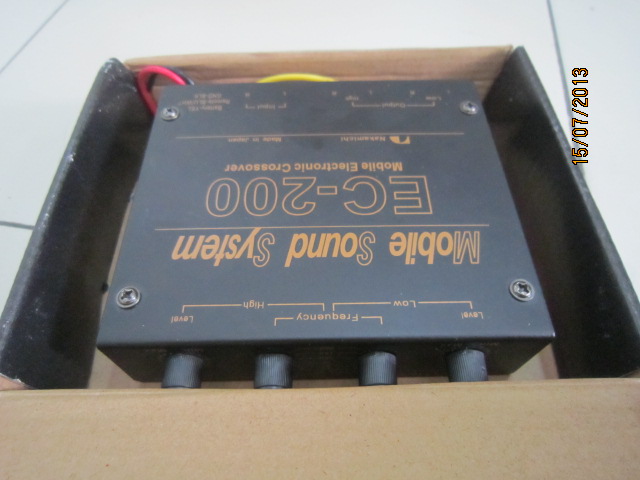 Level Low Frequency High Level
Mobile Sound System
EC-200
Mobile Electronic Crossover
Nakamichi Made in Japan
Output Input
Low High
R L R L R L
15/07/2013